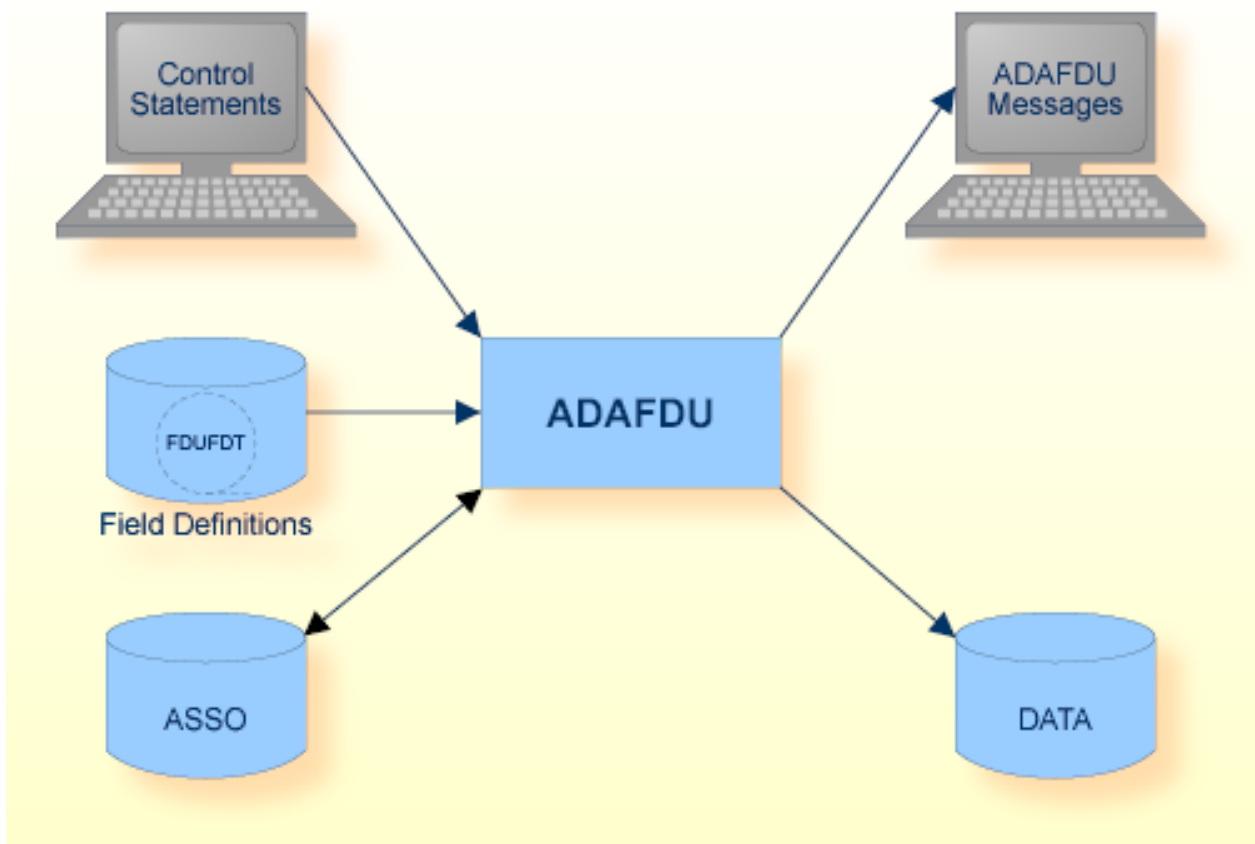 Control
Statements
ADAFDU
Messages
FDUFDT
Field Definitions
ADAFDU
ASSO
DATA